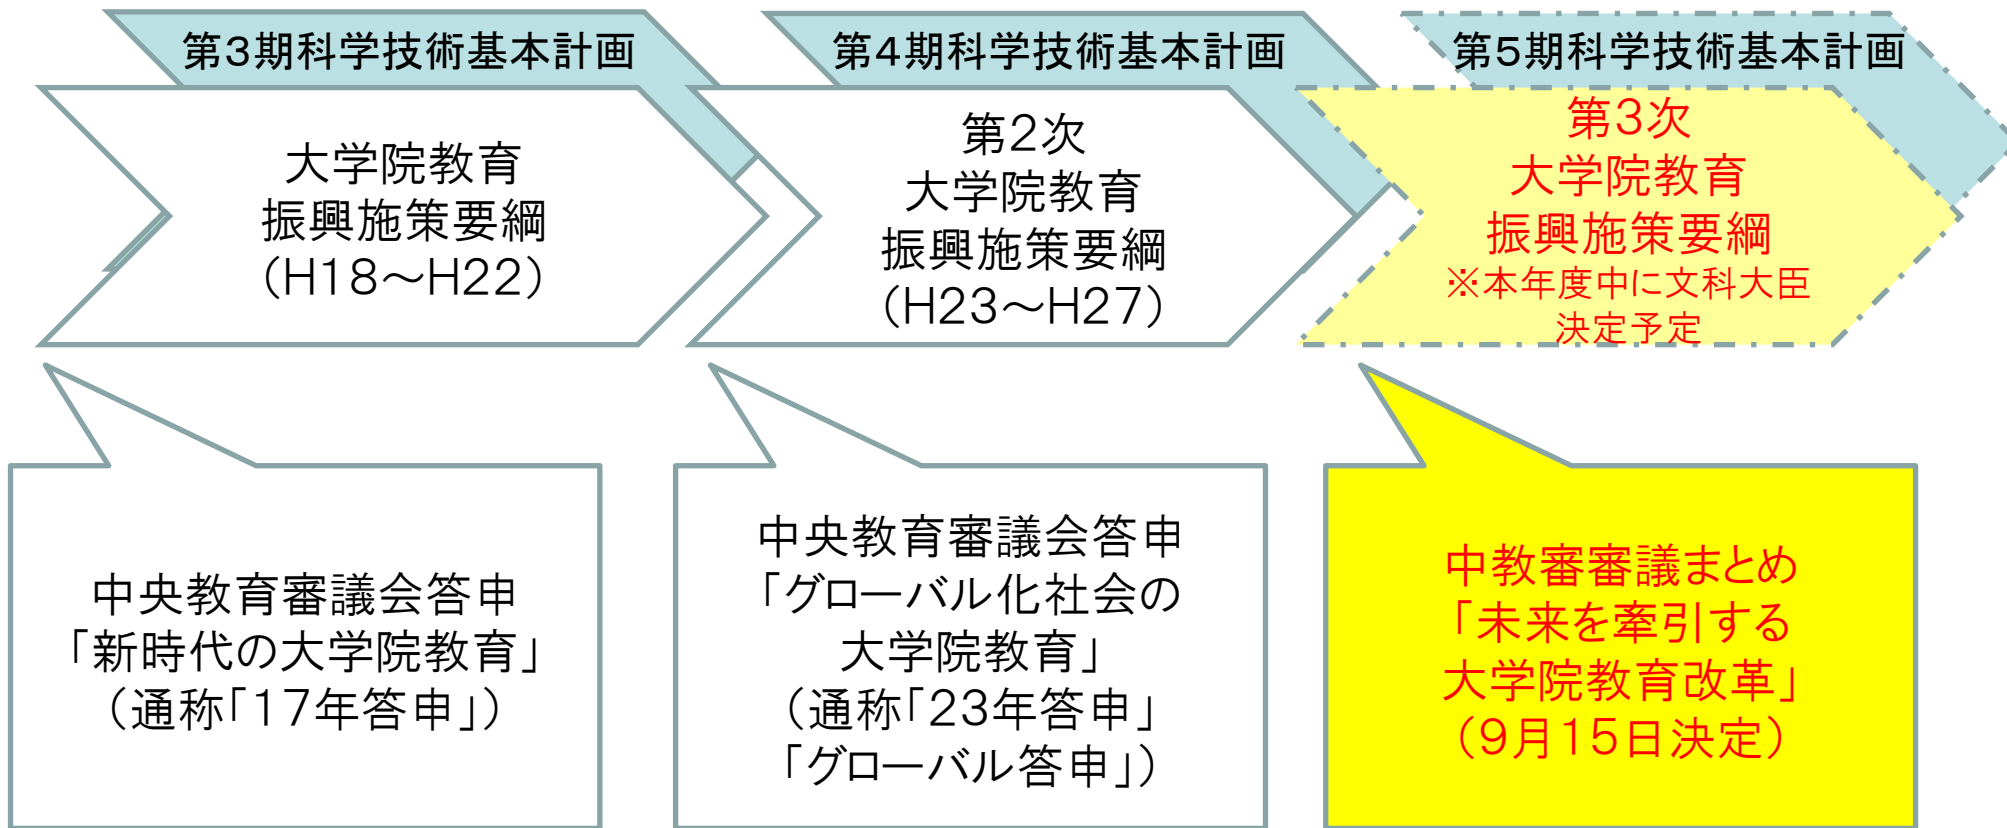 第3期科学技術基本計画
大学院教育
振興施策要綱
（H18～H22）
中央教育審議会答申
「新時代の大学院教育」
（通称「17年答申」）
第4期科学技術基本計画
第2次
大学院教育
振興施策要綱
（H23～H27）
中央教育審議会答申
「グローバル化社会の
大学院教育」
（通称「23年答申」
「グローバル答申」）
第5期科学技術基本計画
第3次
大学院教育
振興施策要綱
※本年度中に文科大臣
決定予定
中教審審議まとめ
「未来を牽引する
大学院教育改革」
（9月15日決定）